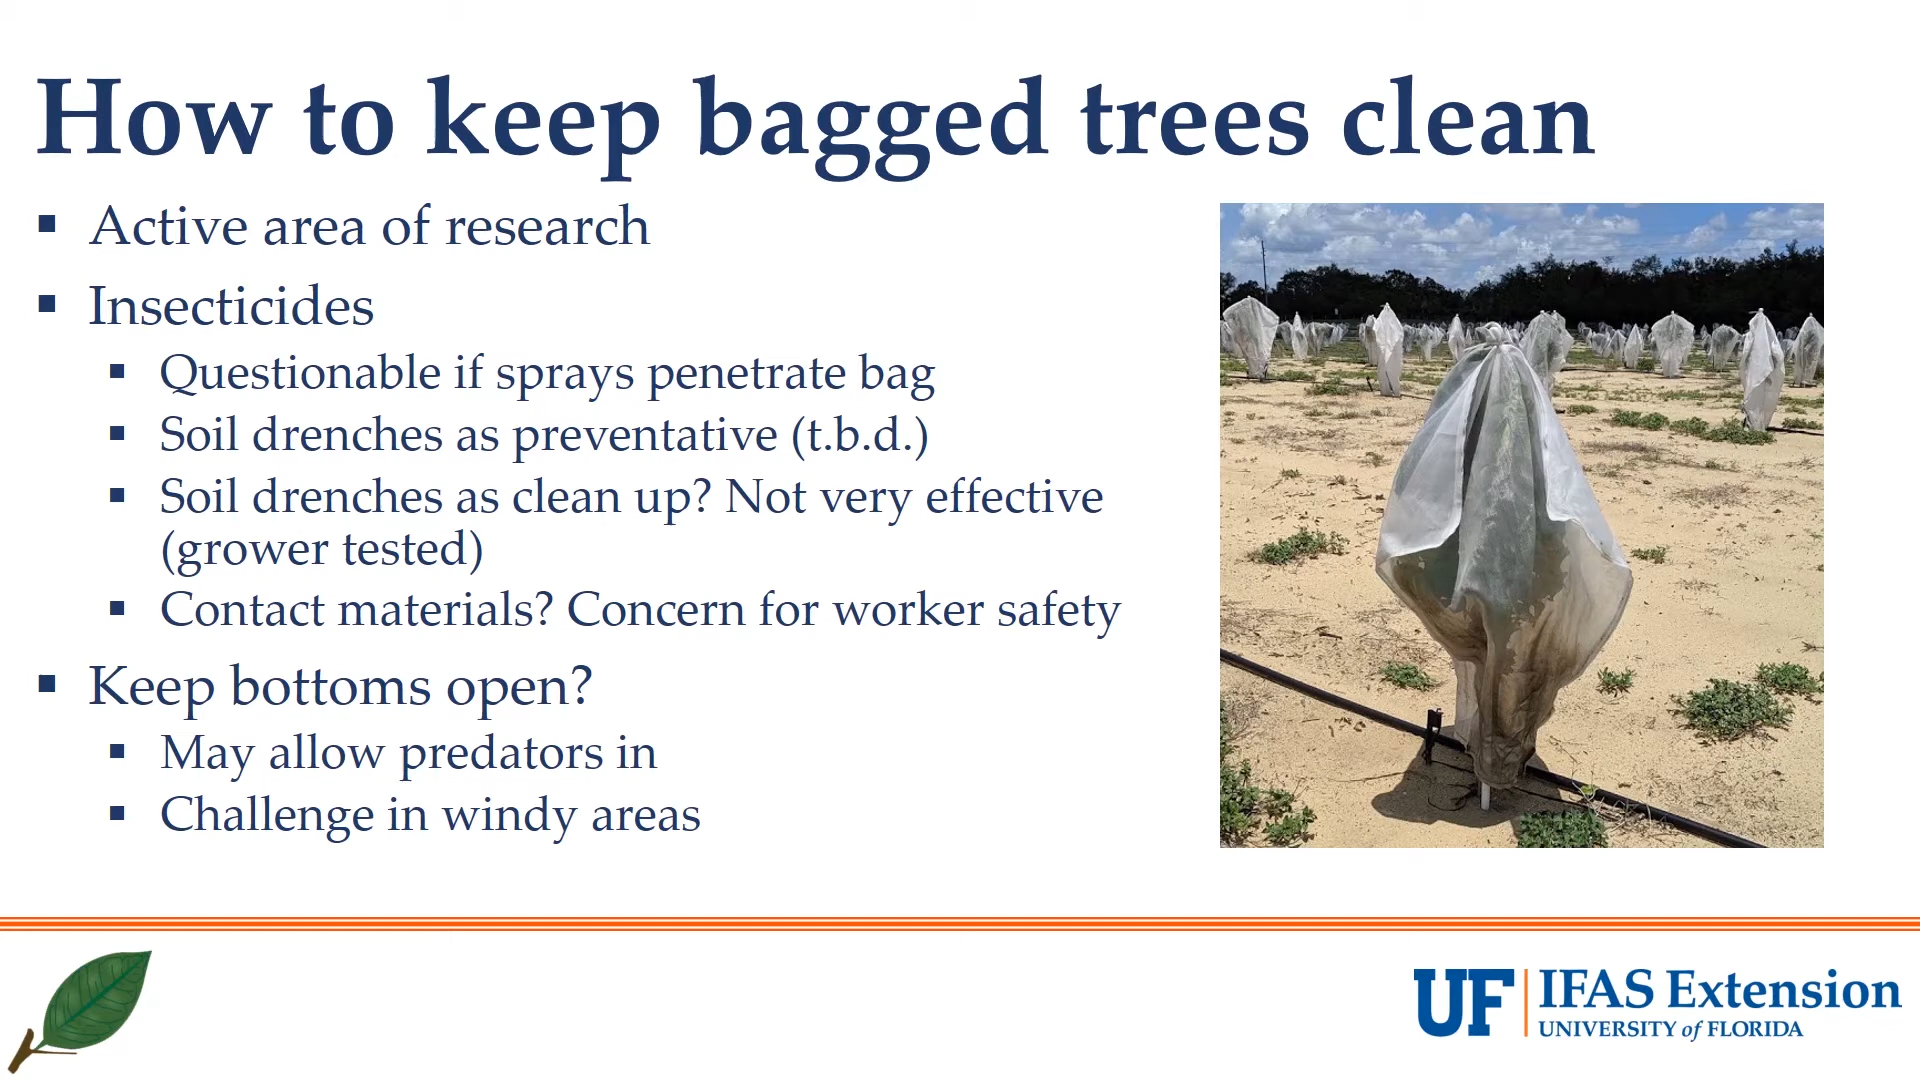 How to keep bagged trees clean
▪ Active area of research
▪ Insecticides
▪ Questionable if sprays penetrate bag
▪ Soil drenches as preventative (t.b.d.)
▪ Soil drenches as clean up? Not very effective
(grower tested)
▪ Contact materials? Concern for worker safety
▪ Keep bottoms open?
▪ May allow predators in
▪ Challenge in windy areas
UF IFAS Extension
UNIVERSITY of FLORIDA